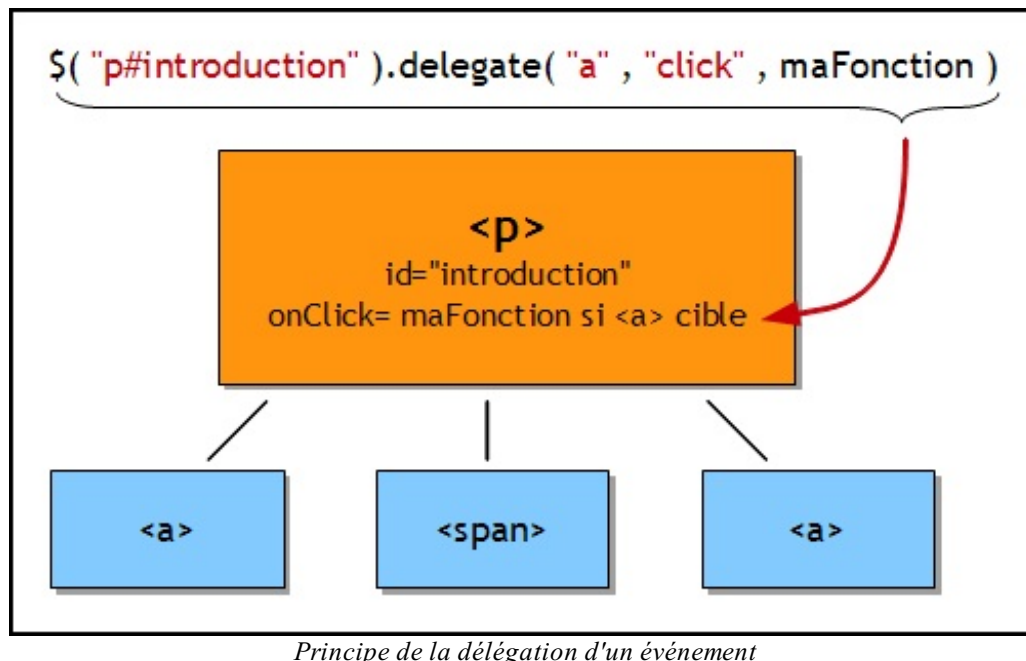 $( "p#introduction" ).delegate( "a" , "click" , maFonction )
<p>
id="introduction"
onClick= maFonction si <a> cible
<a>
<span>
<a>
Principe de la délégation d'un événement